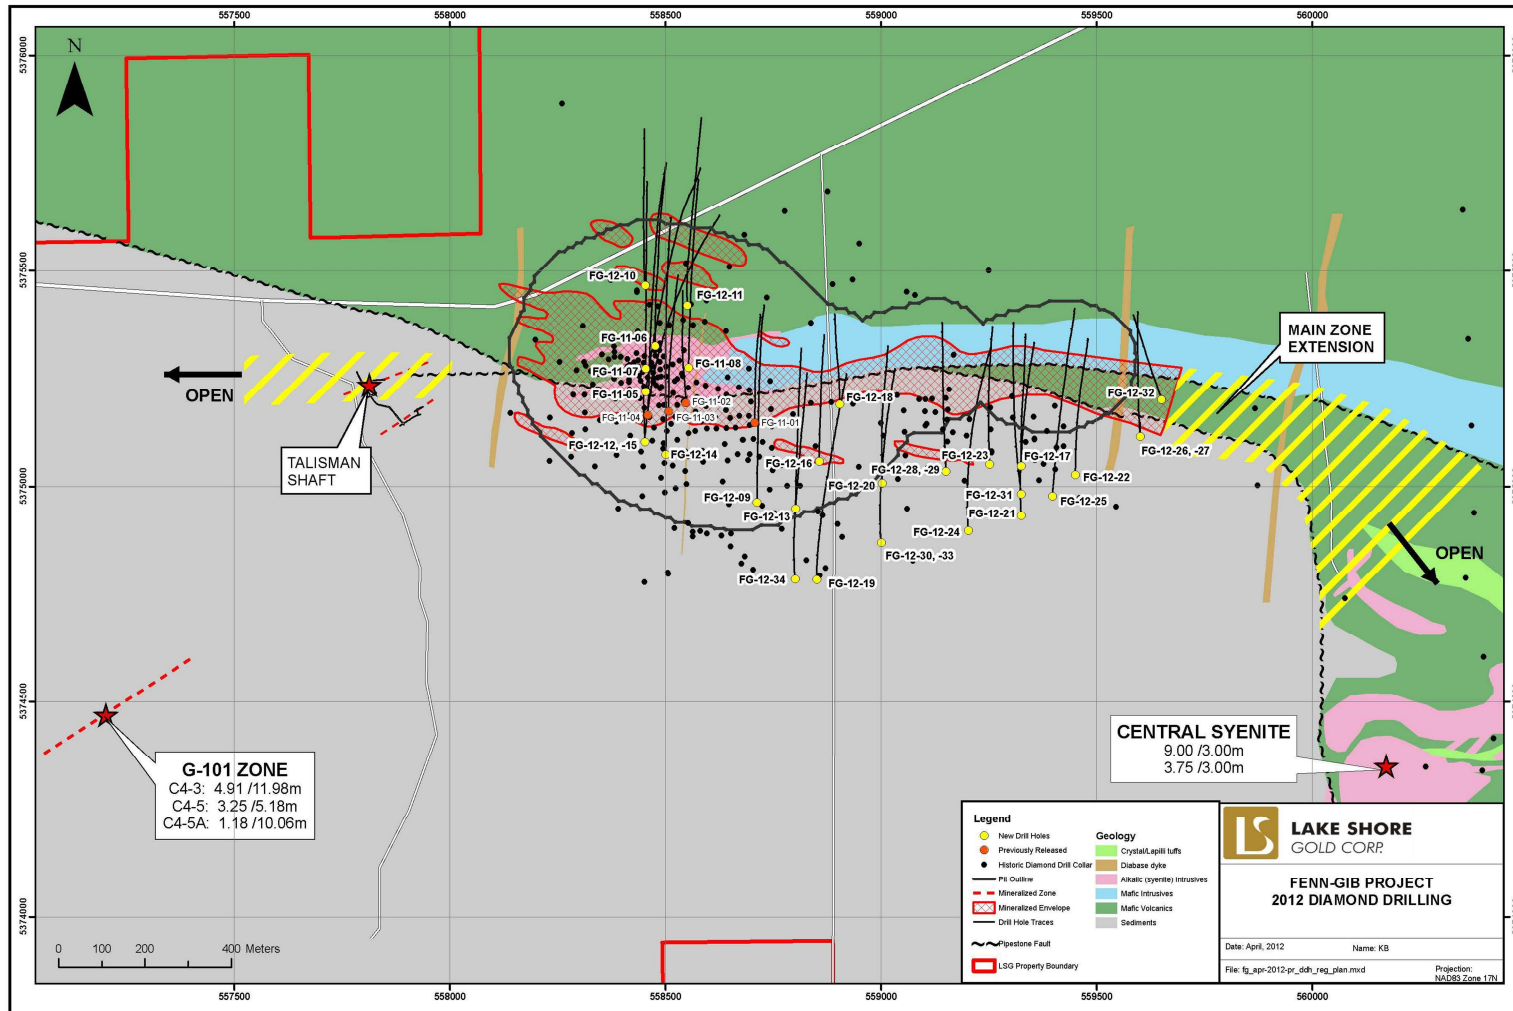 557500 558000 558500 559000 559500 560000
5376000
5375500
5375000
5374500
5374000
N
FG-12-10
FG-12-11
FG-11-06
FG-11-08
FG-11-07
FG-11-05
FG-11-02
FG-11-04
FG-11-03
FG-11-01
FG-12-12, -15
FG-12-14
FG-12-18
FG-12-16
FG-12-32
FG-12-26, -27
FG-12-23
FG-12-17
FG-12-28, -29
FG-12-20
FG-12-22
FG-12-09
FG-12-13
FG-12-31
FG-12-25
FG-12-21
FG-12-24
FG-12-30, -33
FG-12-34
FG-12-19
MAIN ZONE
EXTENSION
OPEN
OPEN
TALISMAN
SHAFT
G-101 ZONE
C4-3: 4.91 /11.98m
C4-5: 3.25 /5.18m
C4-5A: 1.18 /10.06m
CENTRAL SYENITE
9.00 /3.00m
3.75 /3.00m
0 100 200 400 Meters
Legend
New Drill Holes
Previously Released
Historic Diamond Drill Collar
Pit Outline
Mineralized Zone
Mineralized Envelope
Drill Hole Traces
Pipestone Fault
LSG Property Boundary
Geology
Crystal/Lapilli tuffs
Diabase dyke
Alkalic (syenite) Intrusives
Mafic Intrusives
Mafic Volcanics
Sediments
LS
LAKE SHORE
GOLD CORP.
FENN-GIB PROJECT
2012 DIAMOND DRILLING
Date: April, 2012
Name: KB
File: fg_apr-2012-pr_ddh_reg_plan.mxd
Projection:
NAD83 Zone 17N
557500 558000 558500 559000 559500 560000